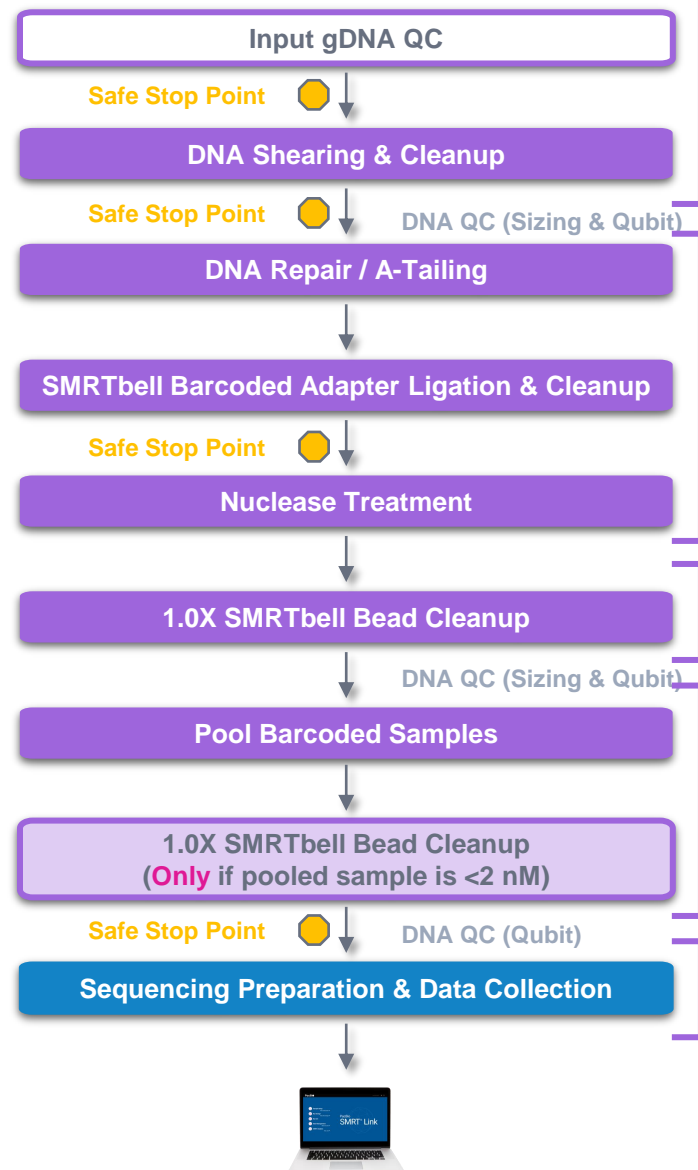 Input gDNA QC
Safe Stop Point
DNA Shearing & Cleanup
Safe Stop Point
DNA QC (Sizing & Qubit)
DNA Repair / A-Tailing
SMRTbell Barcoded Adapter Ligation & Cleanup
Safe Stop Point
Nuclease Treatment
1.0X SMRTbell Bead Cleanup
DNA QC (Sizing & Qubit)
Pool Barcoded Samples
1.0X SMRTbell Bead Cleanup
(Only if pooled sample is <2 nM)
Safe Stop Point
DNA QC (Qubit)
Sequencing Preparation & Data Collection
SMRT Link